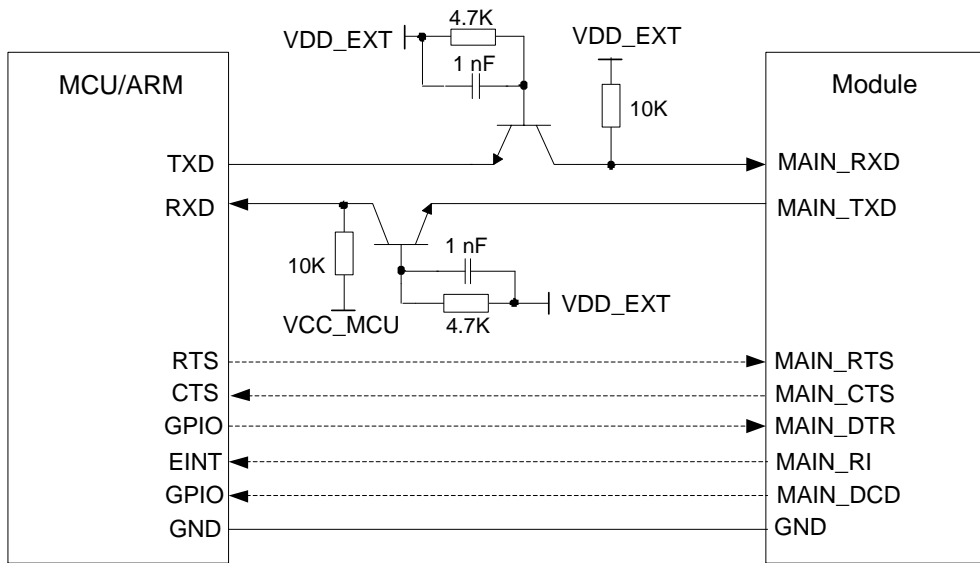 4.7K
VDD_EXT
VDD_EXT
1 nF
MCU/ARM
Module
10K
TXD
MAIN_RXD
RXD
MAIN_TXD
1 nF
10K
VDD_EXT
VCC_MCU
4.7K
RTS
MAIN_RTS
CTS
MAIN_CTS
GPIO
MAIN_DTR
EINT
MAIN_RI
GPIO
MAIN_DCD
GND
GND